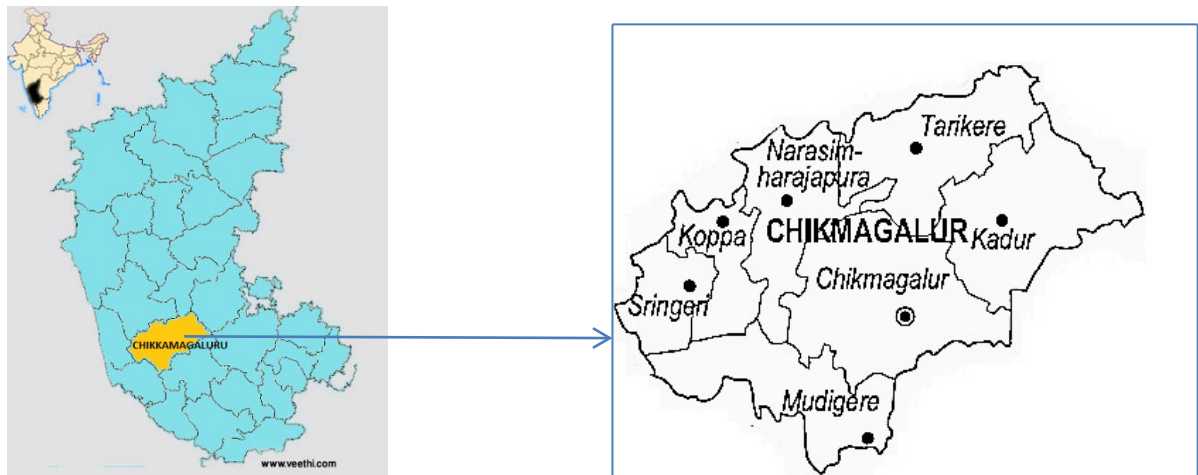 CHIKKAMAGALURU
www.veethi.com
Tarikere
Narasim-
harajapura
Koppa
CHIKMAGALUR
Kadur
Chikmagalur
Sringeri
Mudigere